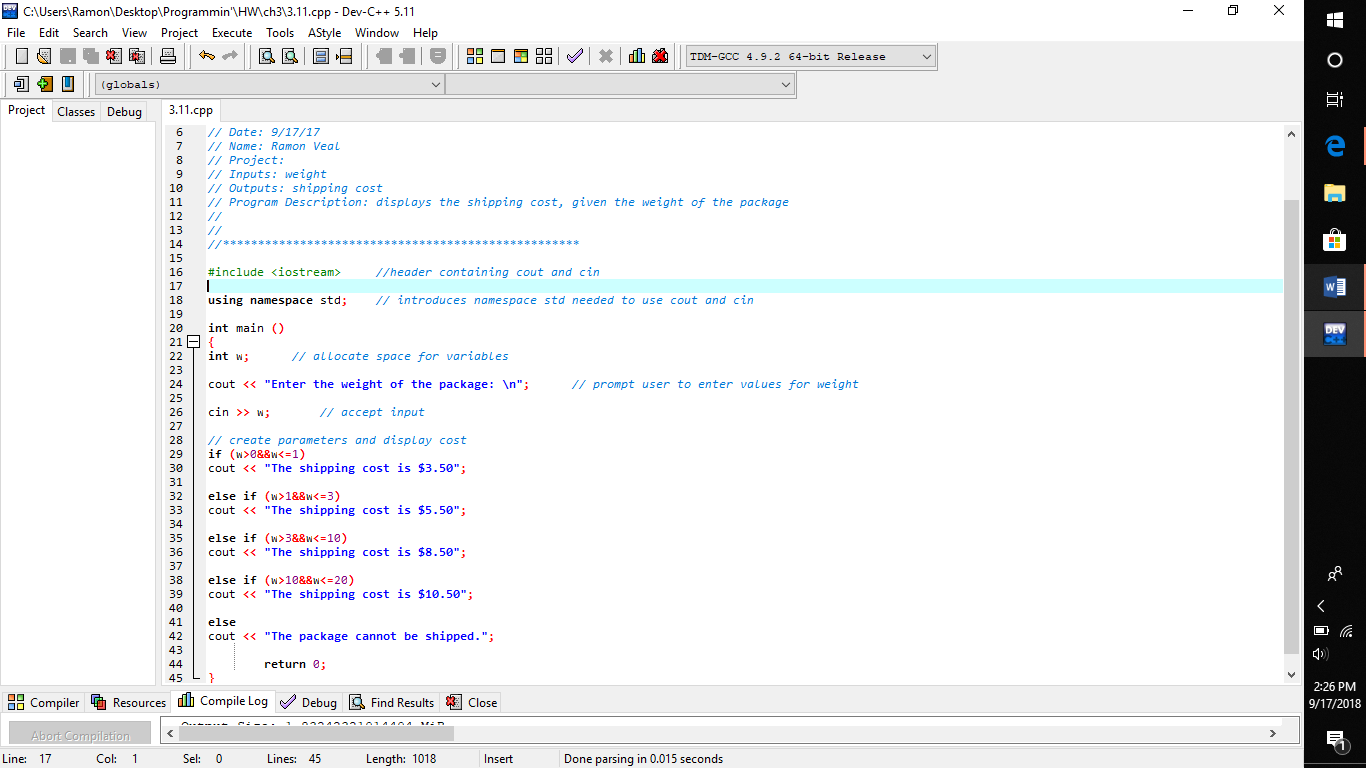 C:\Users\Ramon\Desktop\Programmin'\HW\ch3\3.11.cpp - Dev-C++ 5.11
File Edit Search View Project Execute Tools AStyle Window Help
TDM-GCC 4.9.2 64-bit Release
(globals)
Project Classes Debug 3.11.cpp
6 // Date: 9/17/17
7 // Name: Ramon Veal
8 // Project:
9 // Inputs: weight
10 // Outputs: shipping cost
11 // Program Description: displays the shipping cost, given the weight of the package
12 //
13 //
14 //***************************************************
15
16 #include <iostream> //header containing cout and cin
17
18 using namespace std; // introduces namespace std needed to use cout and cin
19
20 int main ()
21 {
22 int w; // allocate space for variables
23
24 cout << "Enter the weight of the package: \n"; // prompt user to enter values for weight
25
26 cin >> w; // accept input
27
28 // create parameters and display cost
29 if (w>0&&w<=1)
30 cout << "The shipping cost is $3.50";
31
32 else if (w>1&&w<=3)
33 cout << "The shipping cost is $5.50";
34
35 else if (w>3&&w<=10)
36 cout << "The shipping cost is $8.50";
37
38 else if (w>10&&w<=20)
39 cout << "The shipping cost is $10.50";
40
41 else
42 cout << "The package cannot be shipped.";
43
44 return 0;
45 }
Compiler Resources Compile Log Debug Find Results Close
Abort Compilation
Line: 17 Col: 1 Sel: 0 Lines: 45 Length: 1018 Insert Done parsing in 0.015 seconds
DEV
2:26 PM
9/17/2018
1